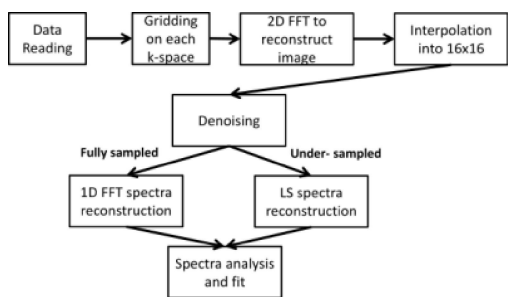 Data
Reading
Gridding
on each
k-space
2D FFT to
reconstruct
image
Interpolation
into 16x16
Denoising
Fully sampled
Under- sampled
1D FFT spectra
reconstruction
LS spectra
reconstruction
Spectra analysis
and fit